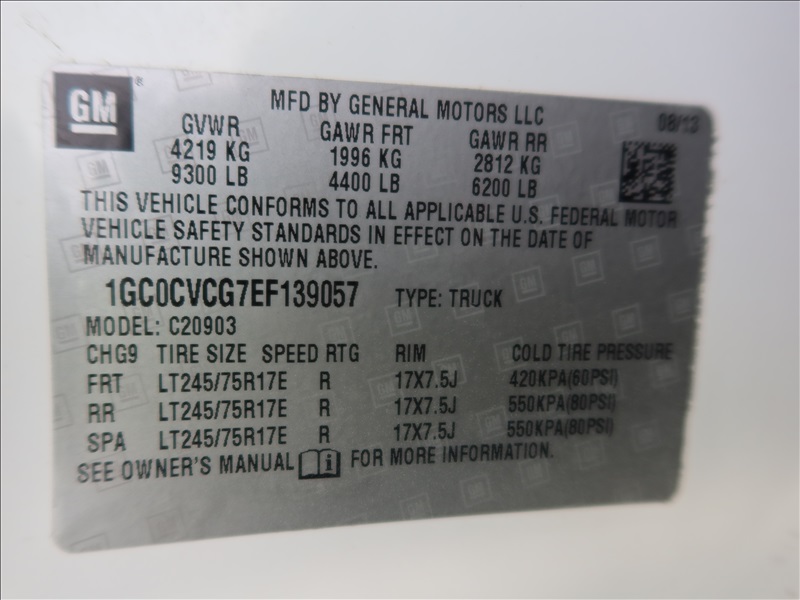 GM
MFD BY GENERAL MOTORS LLC
08/13
GVWR GAWR FRT GAWR RR
4219 KG 1996 KG 2812 KG
9300 LB 4400 LB 6200 LB
THIS VEHICLE CONFORMS TO ALL APPLICABLE U.S. FEDERAL MOTOR
VEHICLE SAFETY STANDARDS IN EFFECT ON THE DATE OF
MANUFACTURE SHOWN ABOVE.
1GC0CVCG7EF139057 TYPE: TRUCK
MODEL: C20903
CHG9 TIRE SIZE SPEED RTG RIM COLD TIRE PRESSURE
FRT LT245/75R17E R 17X7.5J 420KPA(60PSI)
RR LT245/75R17E R 17X7.5J 550KPA(80PSI)
SPA LT245/75R17E R 17X7.5J 550KPA(80PSI)
SEE OWNER'S MANUAL FOR MORE INFORMATION.